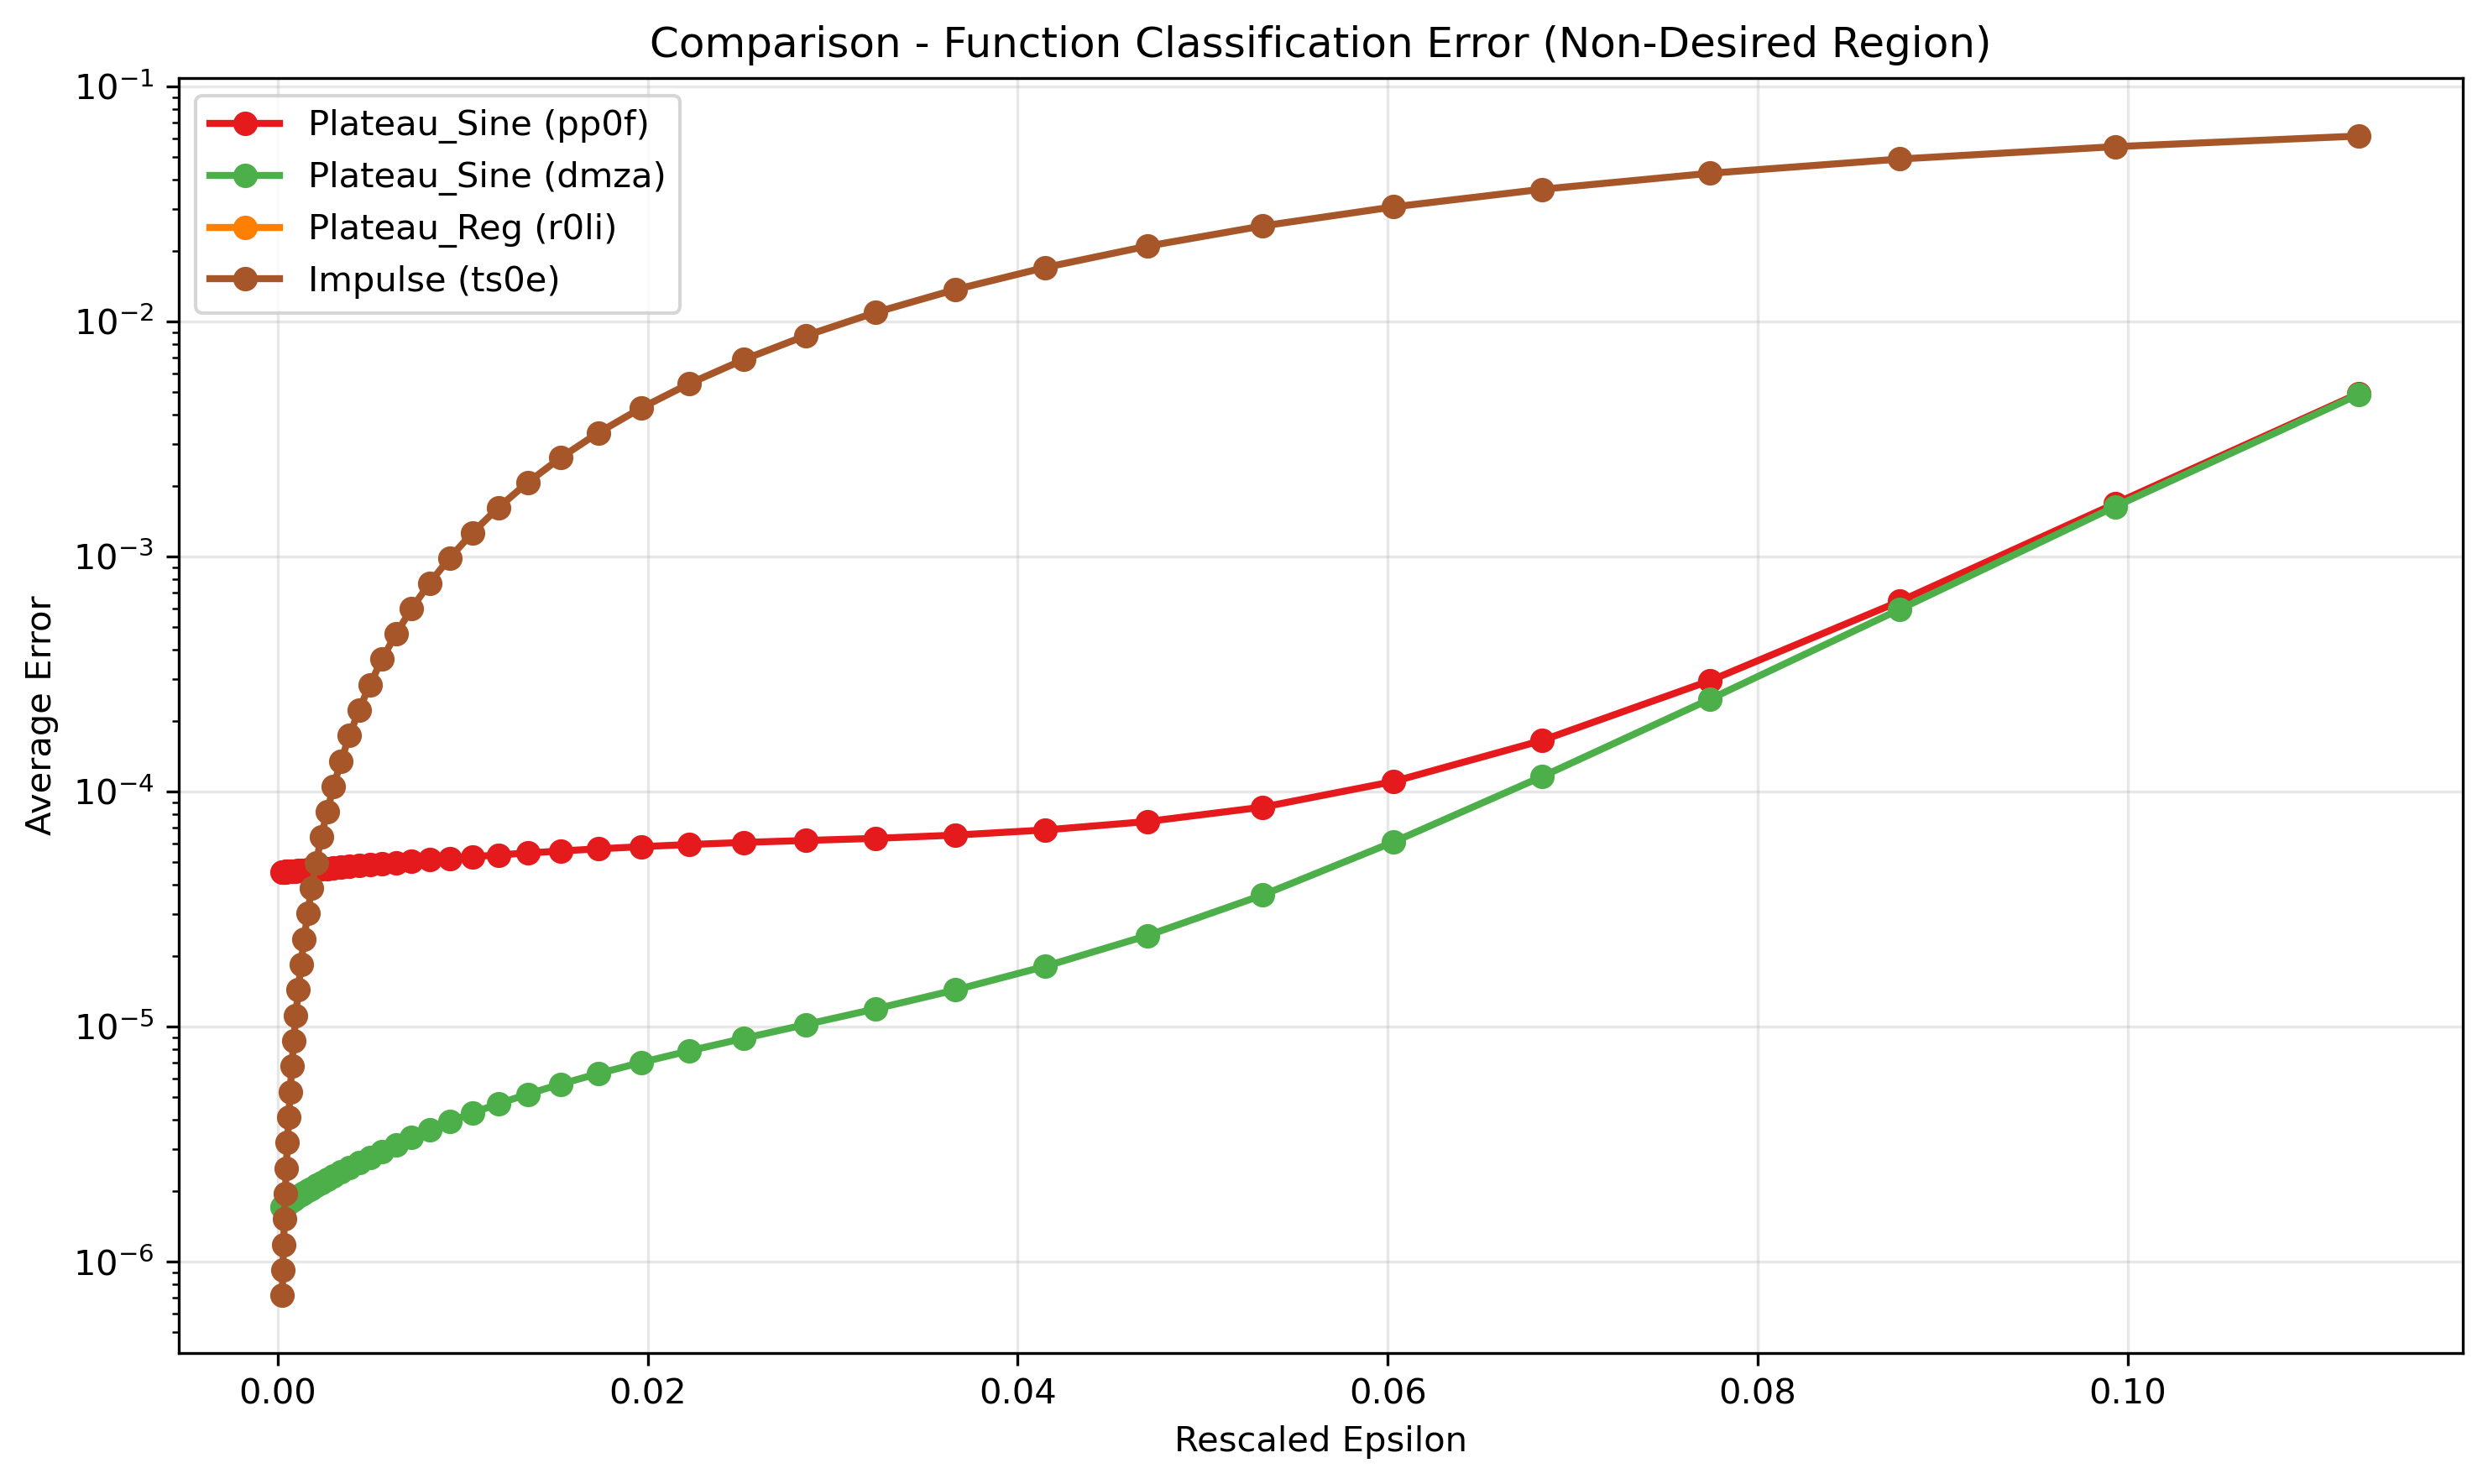 Comparison - Function Classification Error (Non-Desired Region)
Plateau_Sine (pp0f)
Plateau_Sine (dmza)
Plateau_Reg (r0li)
Impulse (ts0e)
Average Error
10⁻¹
10⁻²
10⁻³
10⁻⁴
10⁻⁵
10⁻⁶
0.00 0.02 0.04 0.06 0.08 0.10
Rescaled Epsilon